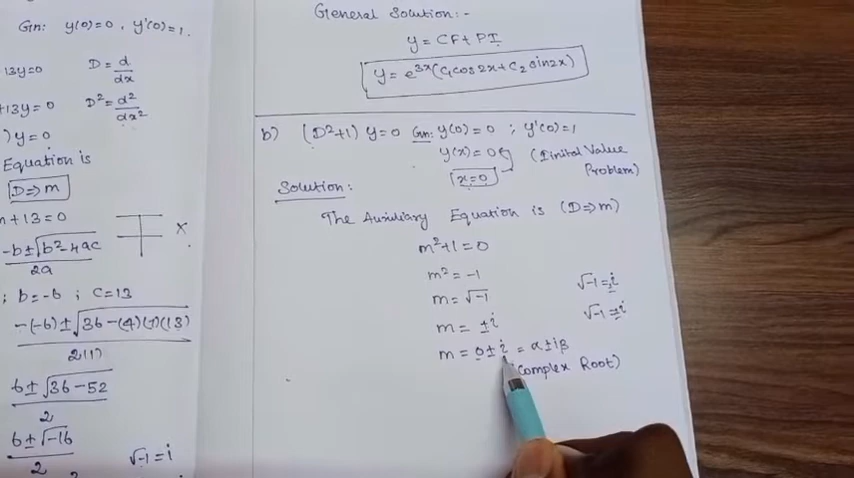 Gn: y(0)=0, y'(0)=1.
13y=0 D = d/dx
+13y=0 D² = d²/dx²
)y=0
Equation is
D⇒m
+13=0
-b±√b²-4ac / 2a X
; b=-6 ; c=13
-(-6)±√36-(4)(1)(13) / 2(1)
6±√36-52 / 2
6±√-16 / 2 √-1=i
General Solution:-
y = CF+PI
y = e^3x(C₁cos2x+C₂sin2x)
b) (D²+1)y=0 Gn: y(0)=0 ; y'(0)=1
y(x)=0 (Initial Value
x=0 Problem)
Solution:
The Auxiliary Equation is (D⇒m)
m²+1=0
m²=-1 √-1=i
m=√-1 √-1=±i
m=±i
m=0±i=α±iβ
(Complex Root)